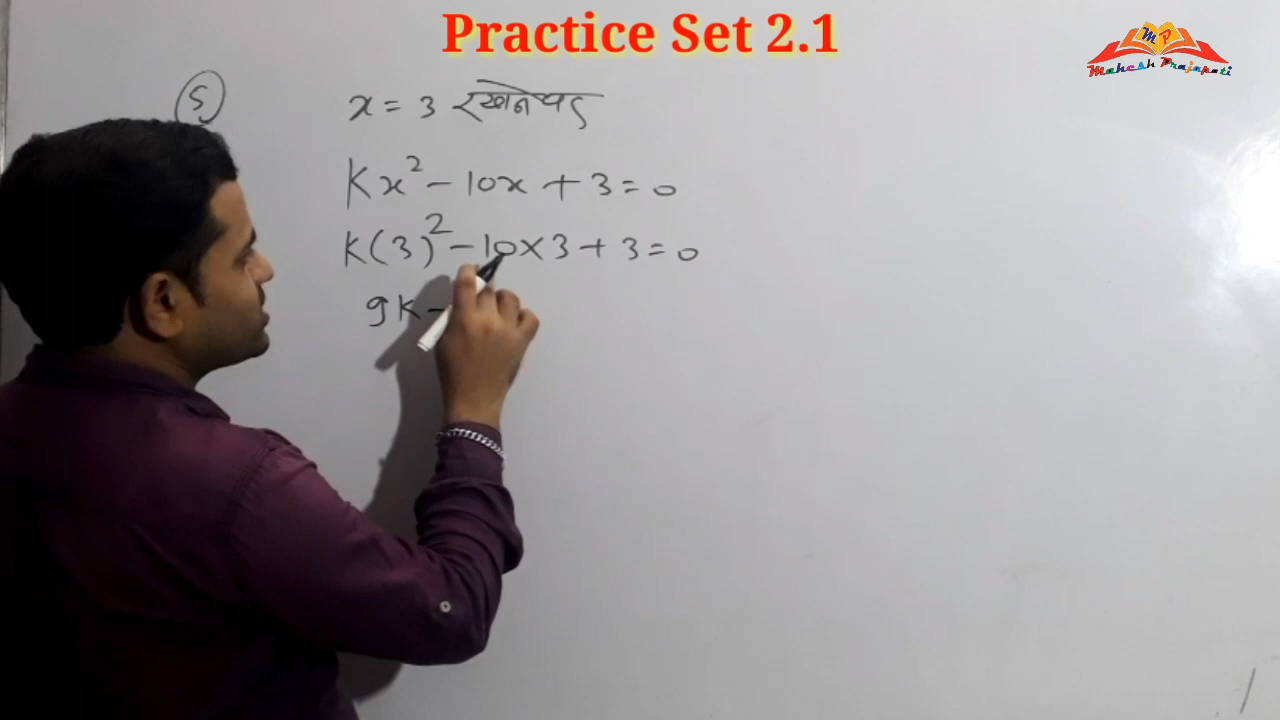 Practice Set 2.1
MP
Mahesh Prajapati
5
x = 3 रखनेपर
Kx² - 10x + 3 = 0
K(3)² - 10 × 3 + 3 = 0
9K -